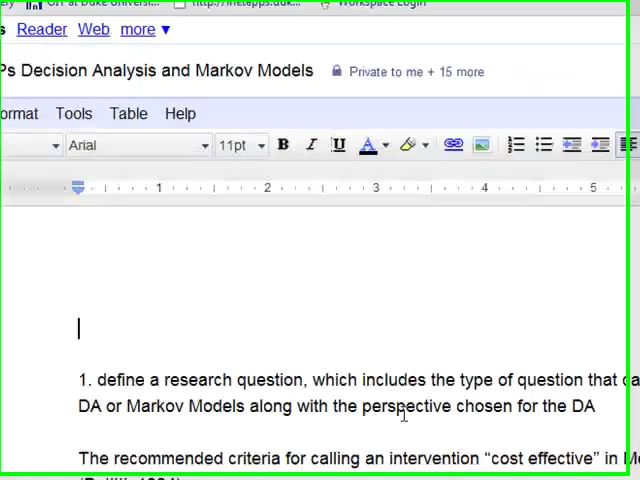 Workspace Login
s Reader Web more ▼
Ps Decision Analysis and Markov Models Private to me + 15 more
ormat Tools Table Help
Arial 11pt B I U A
1 2 3 4 5
1. define a research question, which includes the type of question that ca
DA or Markov Models along with the perspective chosen for the DA
The recommended criteria for calling an intervention “cost effective” in M